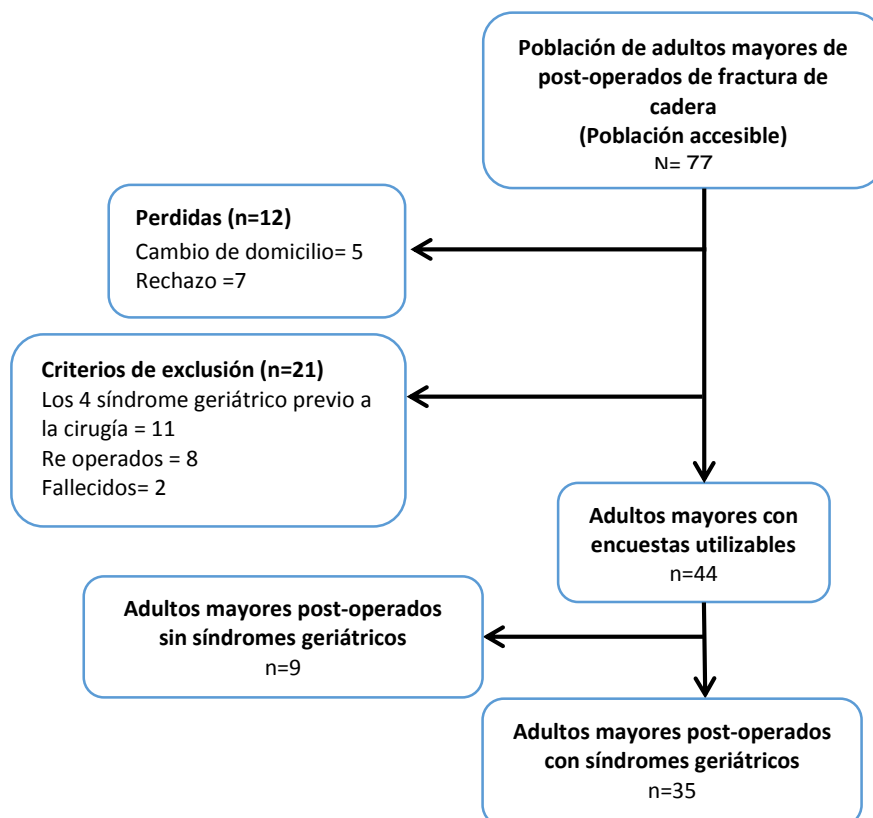 Población de adultos mayores de
post-operados de fractura de
cadera
(Población accesible)
N= 77
Perdidas (n=12)
Cambio de domicilio= 5
Rechazo =7
Criterios de exclusión (n=21)
Los 4 síndrome geriátrico previo a
la cirugía = 11
Re operados = 8
Fallecidos= 2
Adultos mayores con
encuestas utilizables
n=44
Adultos mayores post-operados
sin síndromes geriátricos
n=9
Adultos mayores post-operados
con síndromes geriátricos
n=35